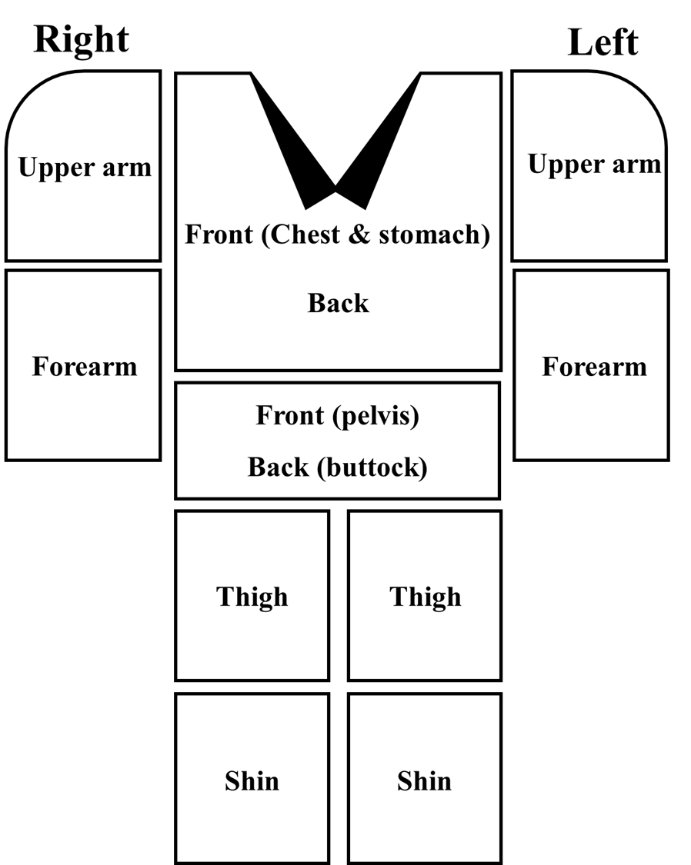 Right
Left
Upper arm
Upper arm
Front (Chest & stomach)
Back
Forearm
Forearm
Front (pelvis)
Back (buttock)
Thigh
Thigh
Shin
Shin